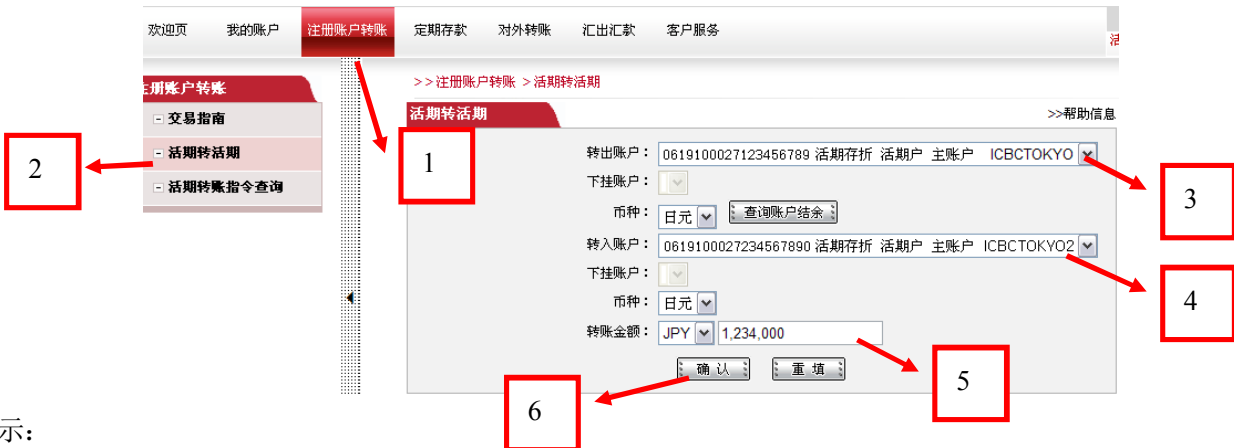 欢迎页 我的账户 注册账户转账 定期存款 对外转账 汇出汇款 客户服务
活
>>注册账户转账 >活期转活期
注册账户转账
活期转活期 >>帮助信息
交易指南
活期转活期
活期转账指令查询
1
2
转出账户： 0619100027123456789 活期存折 活期户 主账户 ICBCTOKYO
3
下挂账户：
币种： 日元 查询账户结余
转入账户： 0619100027234567890 活期存折 活期户 主账户 ICBCTOKYO2
下挂账户：
4
币种： 日元
转账金额： JPY 1,234,000
确 认 重 填
5
6
示：